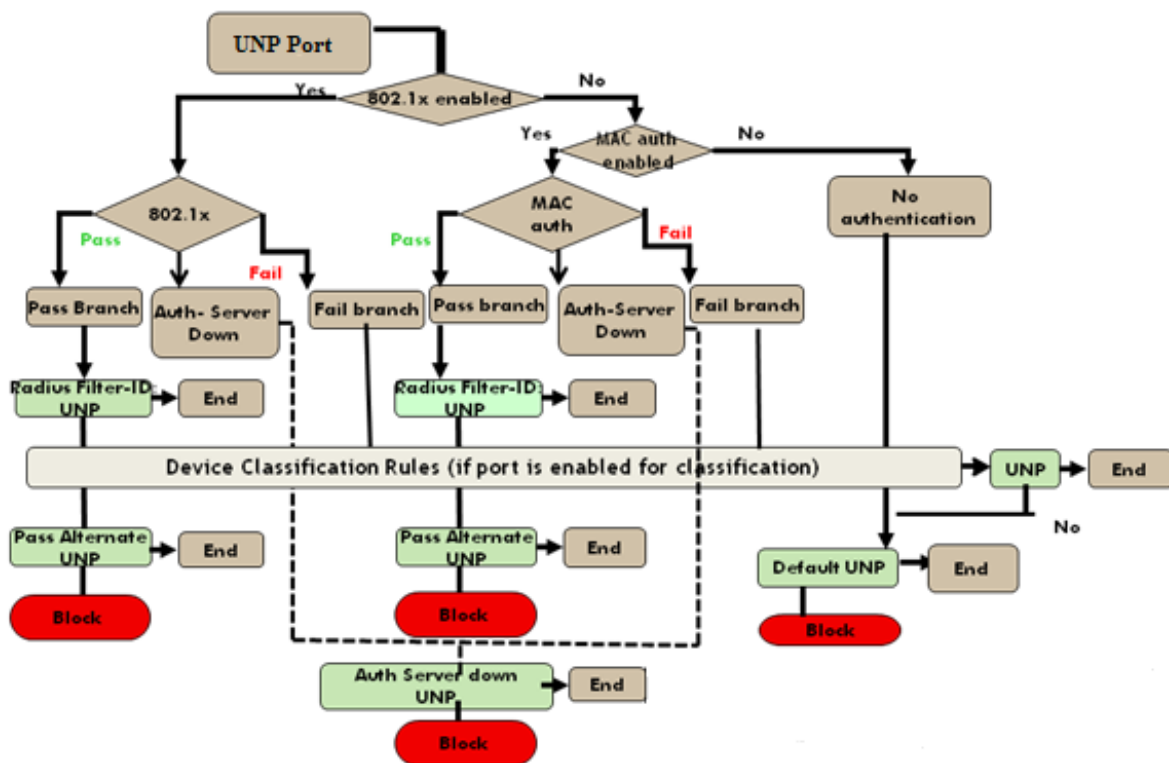 UNP Port
802.1x enabled
Yes
No
MAC auth
enabled
Yes
No
802.1x
MAC
auth
No
authentication
Pass
Fail
Pass
Fail
Pass Branch
Auth- Server
Down
Fail branch
Pass branch
Auth-Server
Down
Fail branch
Radius Filter-ID:
UNP
End
Radius Filter-ID:
UNP
End
Device Classification Rules (if port is enabled for classification)
UNP
End
No
Pass Alternate
UNP
End
Pass Alternate
UNP
End
Default UNP
End
Block
Block
Block
Auth Server down
UNP
End
Block